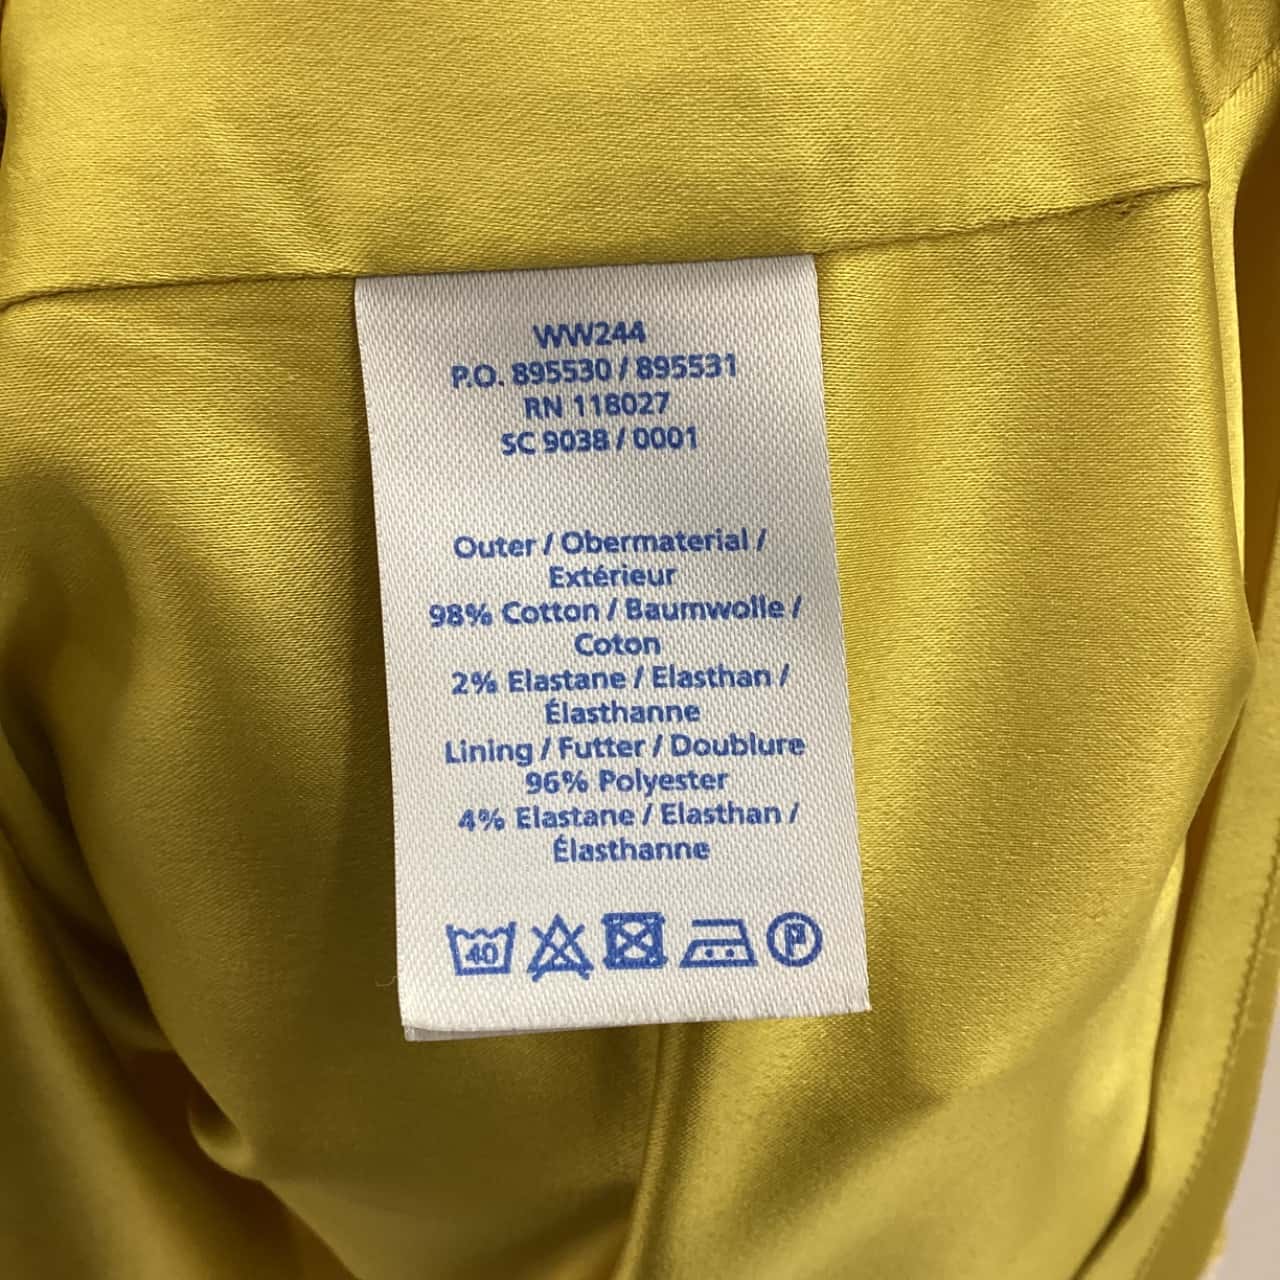 WW244
P.O. 895530 / 895531
RN 118027
SC 9038 / 0001
Outer / Obermaterial /
Extérieur
98% Cotton / Baumwolle /
Coton
2% Elastane / Elasthan /
Élasthanne
Lining / Futter / Doublure
96% Polyester
4% Elastane / Elasthan /
Élasthanne
40 P